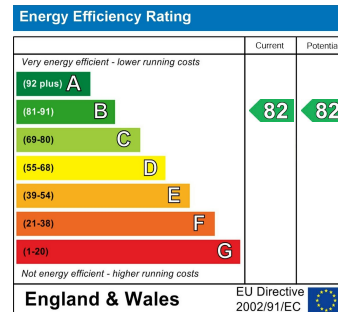 Energy Efficiency Rating
Current Potentia
Very energy efficient - lower running costs
(92 plus) A
(81-91) B 82 82
(69-80) C
(55-68) D
(39-54) E
(21-38) F
(1-20) G
Not energy efficient - higher running costs
England & Wales
EU Directive
2002/91/EC